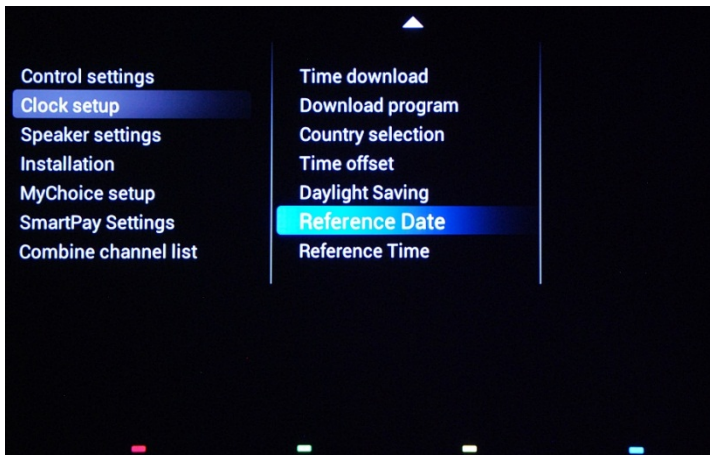 Control settings
Clock setup
Speaker settings
Installation
MyChoice setup
SmartPay Settings
Combine channel list
Time download
Download program
Country selection
Time offset
Daylight Saving
Reference Date
Reference Time